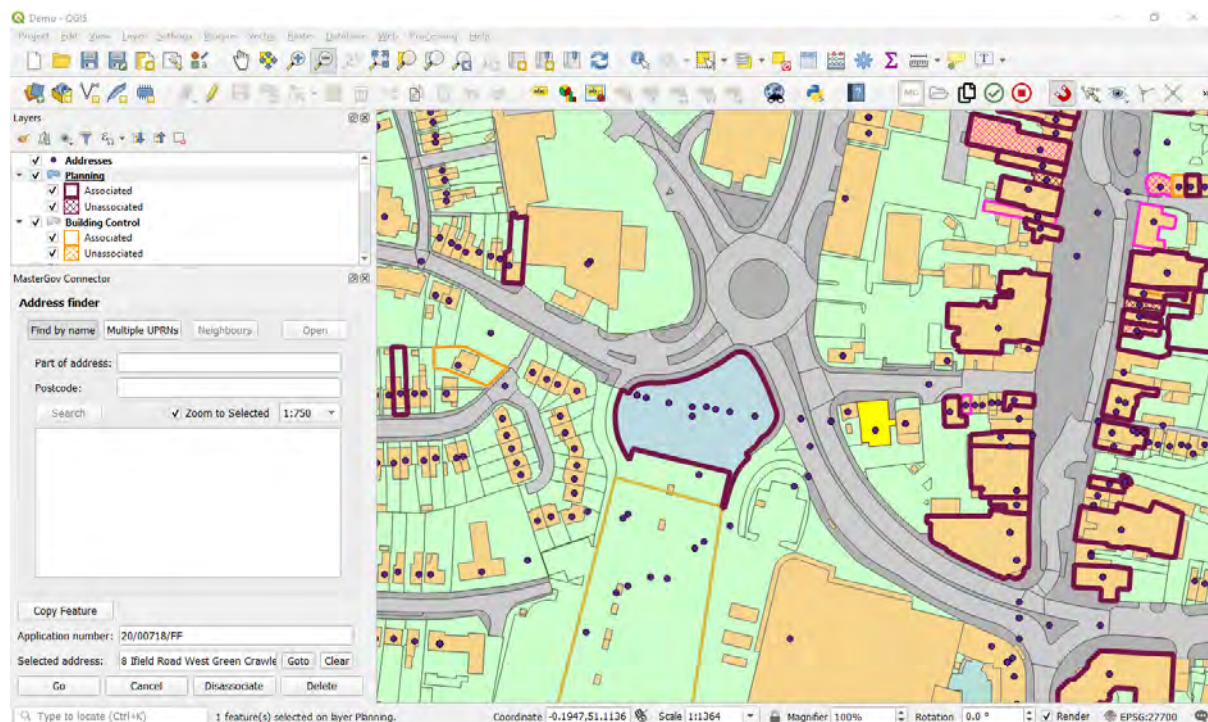 Demo - QGIS
Project Edit View Layer Settings Plugins Vector Raster Database Web Processing Help
Layers
Addresses
Planning
Associated
Unassociated
Building Control
Associated
Unassociated
MasterGov Connector
Address finder
Find by name Multiple UPRNs Neighbours Open
Part of address:
Postcode:
Search Zoom to Selected 1:750
Copy Feature
Application number: 20/00718/FF
Selected address: 8 Ifield Road West Green Crawle Goto Clear
Go Cancel Disassociate Delete
Type to locate (Ctrl+K) 1 feature(s) selected on layer Planning. Coordinate -0.1947,51.1136 Scale 1:1364 Magnifier 100% Rotation 0.0 ° Render EPSG:27700